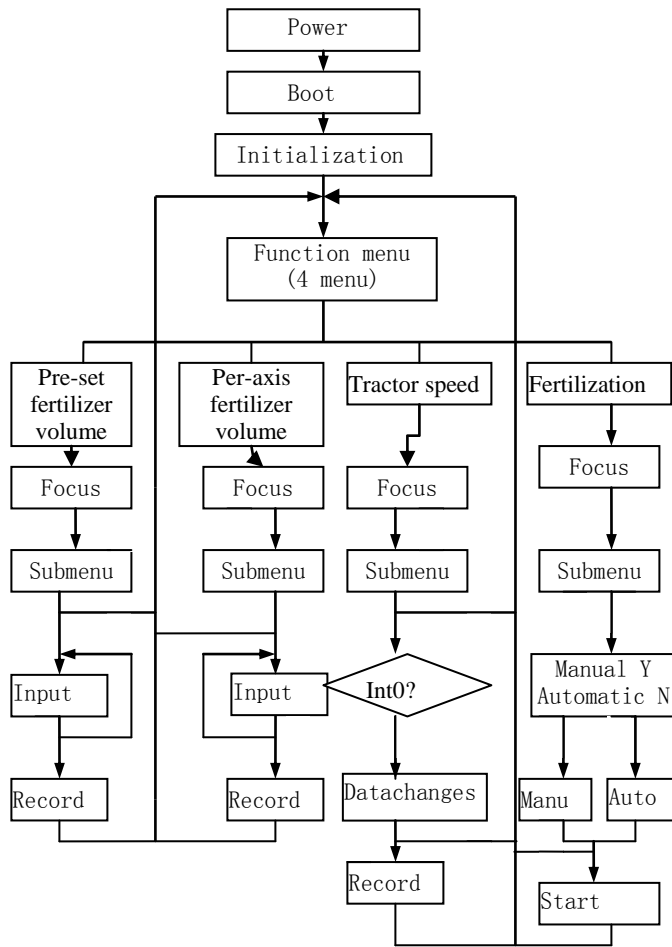 Power
Boot
Initialization
Function menu
(4 menu)
Pre-set
fertilizer
volume
Per-axis
fertilizer
volume
Tractor speed
Fertilization
Focus
Focus
Focus
Focus
Submenu
Submenu
Submenu
Submenu
Input
Input
Int0?
Manual Y
Automatic N
Record
Record
Datachanges
Manu
Auto
Record
Start